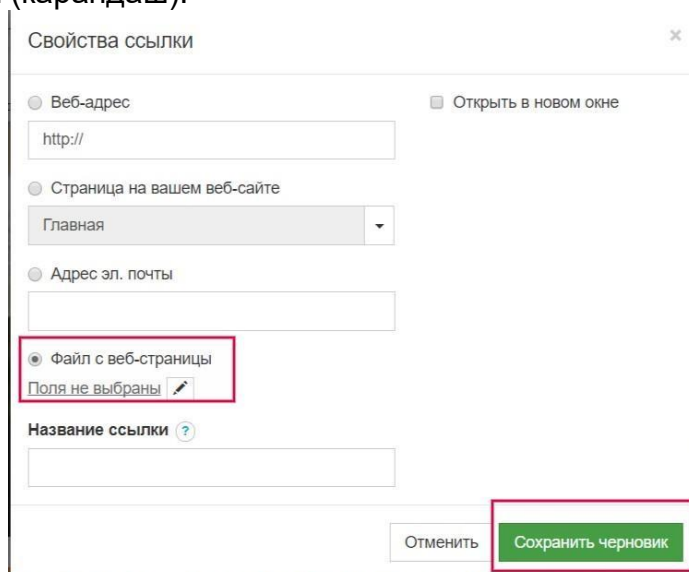 (карандаш).
Свойства ссылки ×
Веб-адрес
Открыть в новом окне
http://
Страница на вашем веб-сайте
Главная
Адрес эл. почты
Файл с веб-страницы
Поля не выбраны
Название ссылки ?
Отменить Сохранить черновик